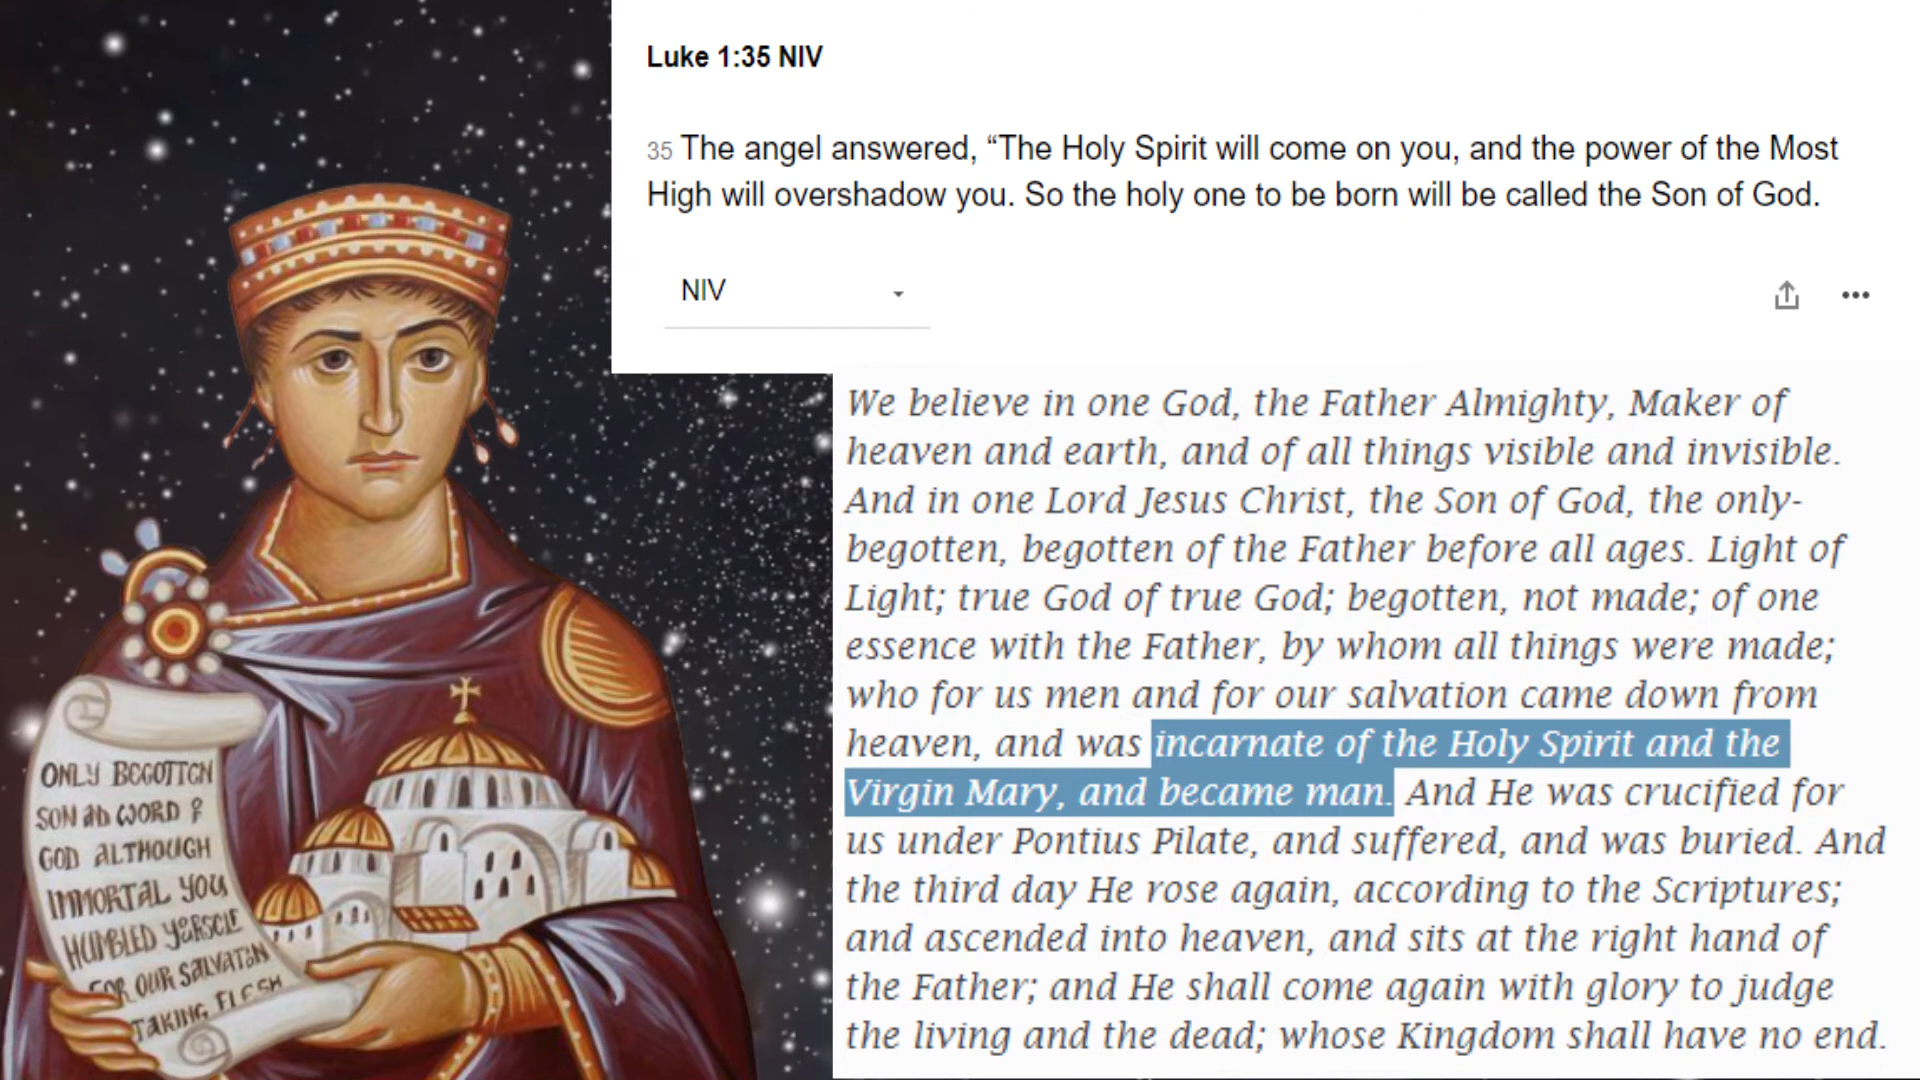 Luke 1:35 NIV
35 The angel answered, “The Holy Spirit will come on you, and the power of the Most
High will overshadow you. So the holy one to be born will be called the Son of God.
NIV
We believe in one God, the Father Almighty, Maker of
heaven and earth, and of all things visible and invisible.
And in one Lord Jesus Christ, the Son of God, the only-
begotten, begotten of the Father before all ages. Light of
Light; true God of true God; begotten, not made; of one
essence with the Father, by whom all things were made;
who for us men and for our salvation came down from
heaven, and was incarnate of the Holy Spirit and the
Virgin Mary, and became man. And He was crucified for
us under Pontius Pilate, and suffered, and was buried. And
the third day He rose again, according to the Scriptures;
and ascended into heaven, and sits at the right hand of
the Father; and He shall come again with glory to judge
the living and the dead; whose Kingdom shall have no end.
ONLY BEGOTTEN
SON AD WORD OF
GOD ALTHOUGH
IMMORTAL YOU
HUMBLED YOURSELF
FOR OUR SALVATION
TAKING FLESH